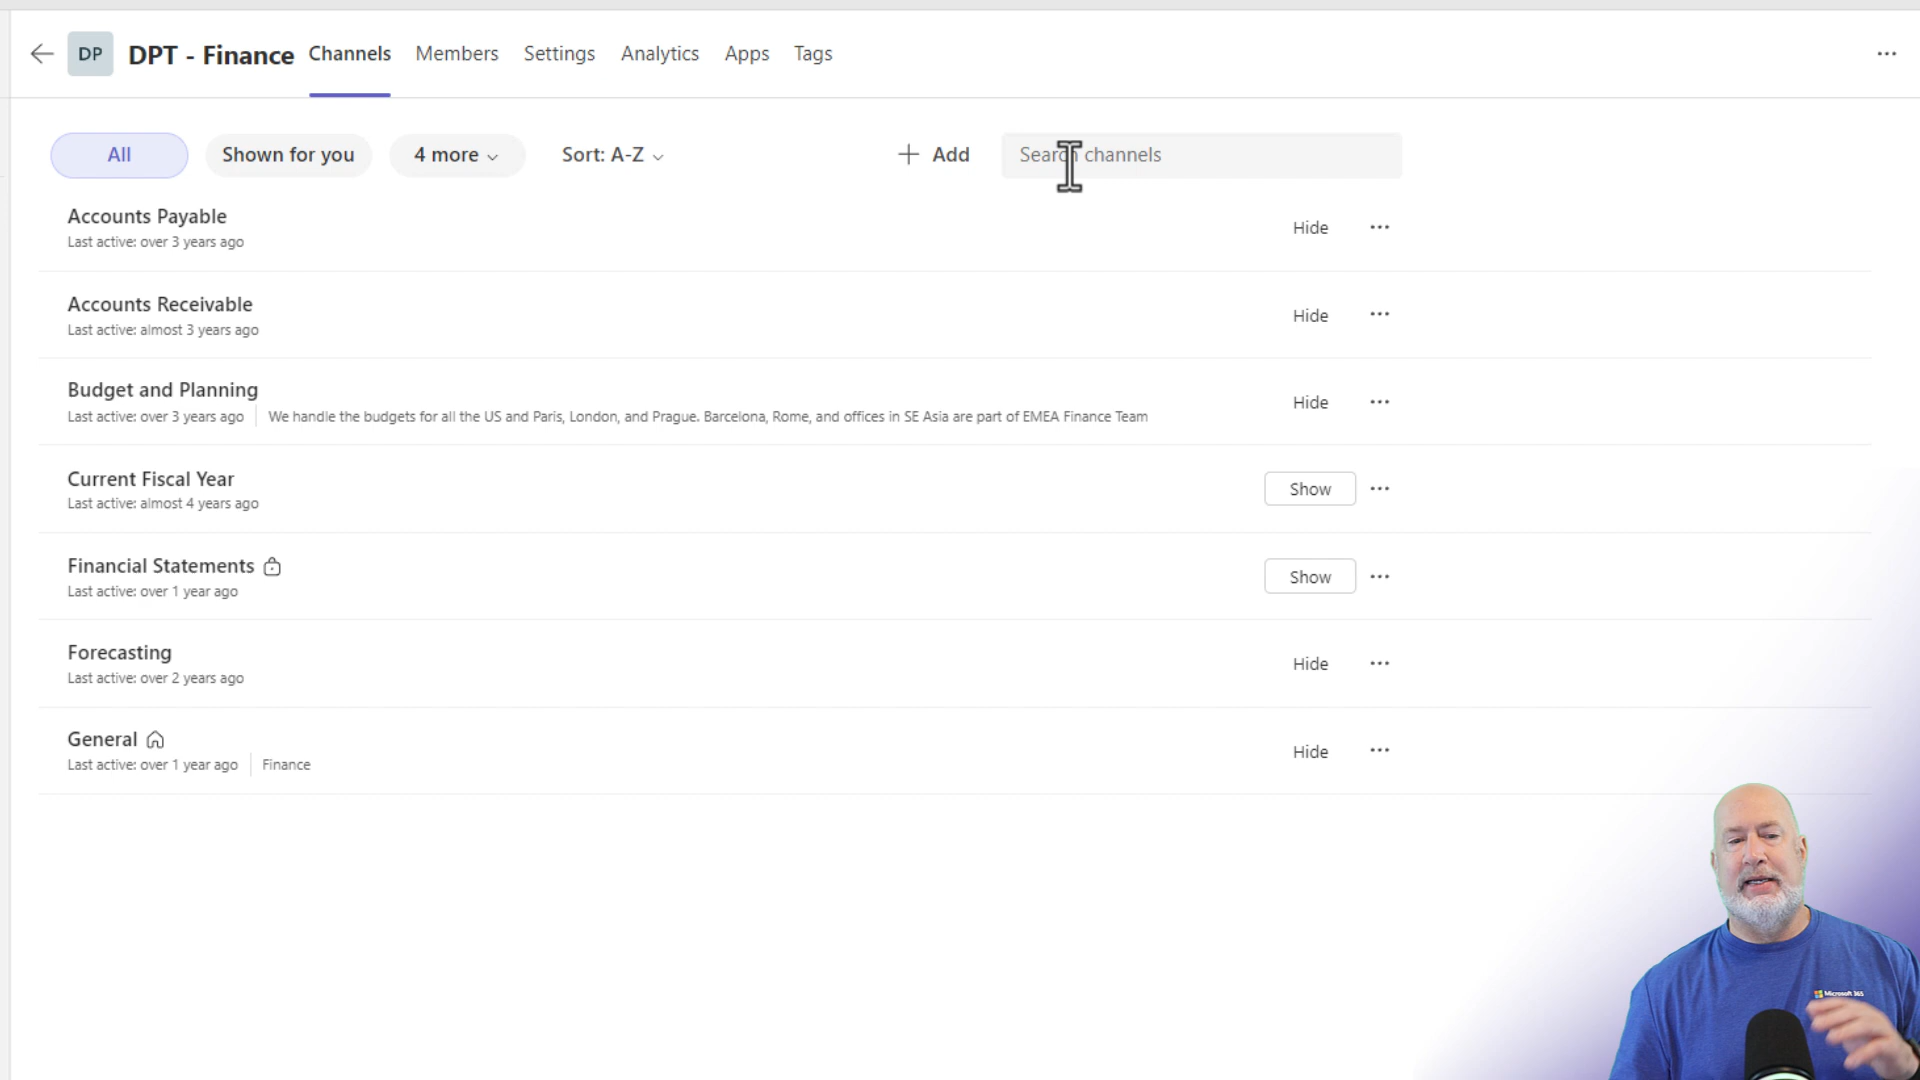 DP
DPT - Finance
Channels
Members
Settings
Analytics
Apps
Tags
All
Shown for you
4 more
Sort: A-Z
Add
Search channels
Accounts Payable
Last active: over 3 years ago
Hide
Accounts Receivable
Last active: almost 3 years ago
Hide
Budget and Planning
Last active: over 3 years ago
We handle the budgets for all the US and Paris, London, and Prague. Barcelona, Rome, and offices in SE Asia are part of EMEA Finance Team
Hide
Current Fiscal Year
Last active: almost 4 years ago
Show
Financial Statements
Last active: over 1 year ago
Show
Forecasting
Last active: over 2 years ago
Hide
General
Last active: over 1 year ago
Finance
Hide
Microsoft 365